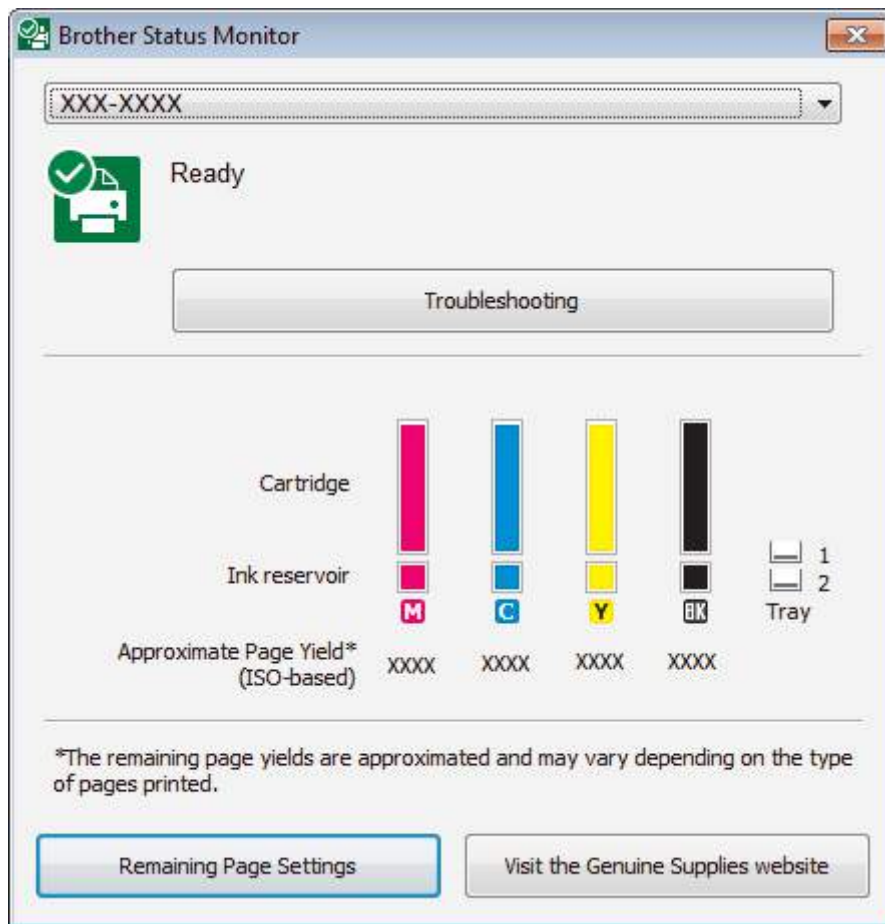 Brother Status Monitor
XXX-XXXX
Ready
Troubleshooting
Cartridge
Ink reservoir
1
2
M C Y BK Tray
Approximate Page Yield*
(ISO-based)
XXXX XXXX XXXX XXXX
*The remaining page yields are approximated and may vary depending on the type
of pages printed.
Remaining Page Settings
Visit the Genuine Supplies website